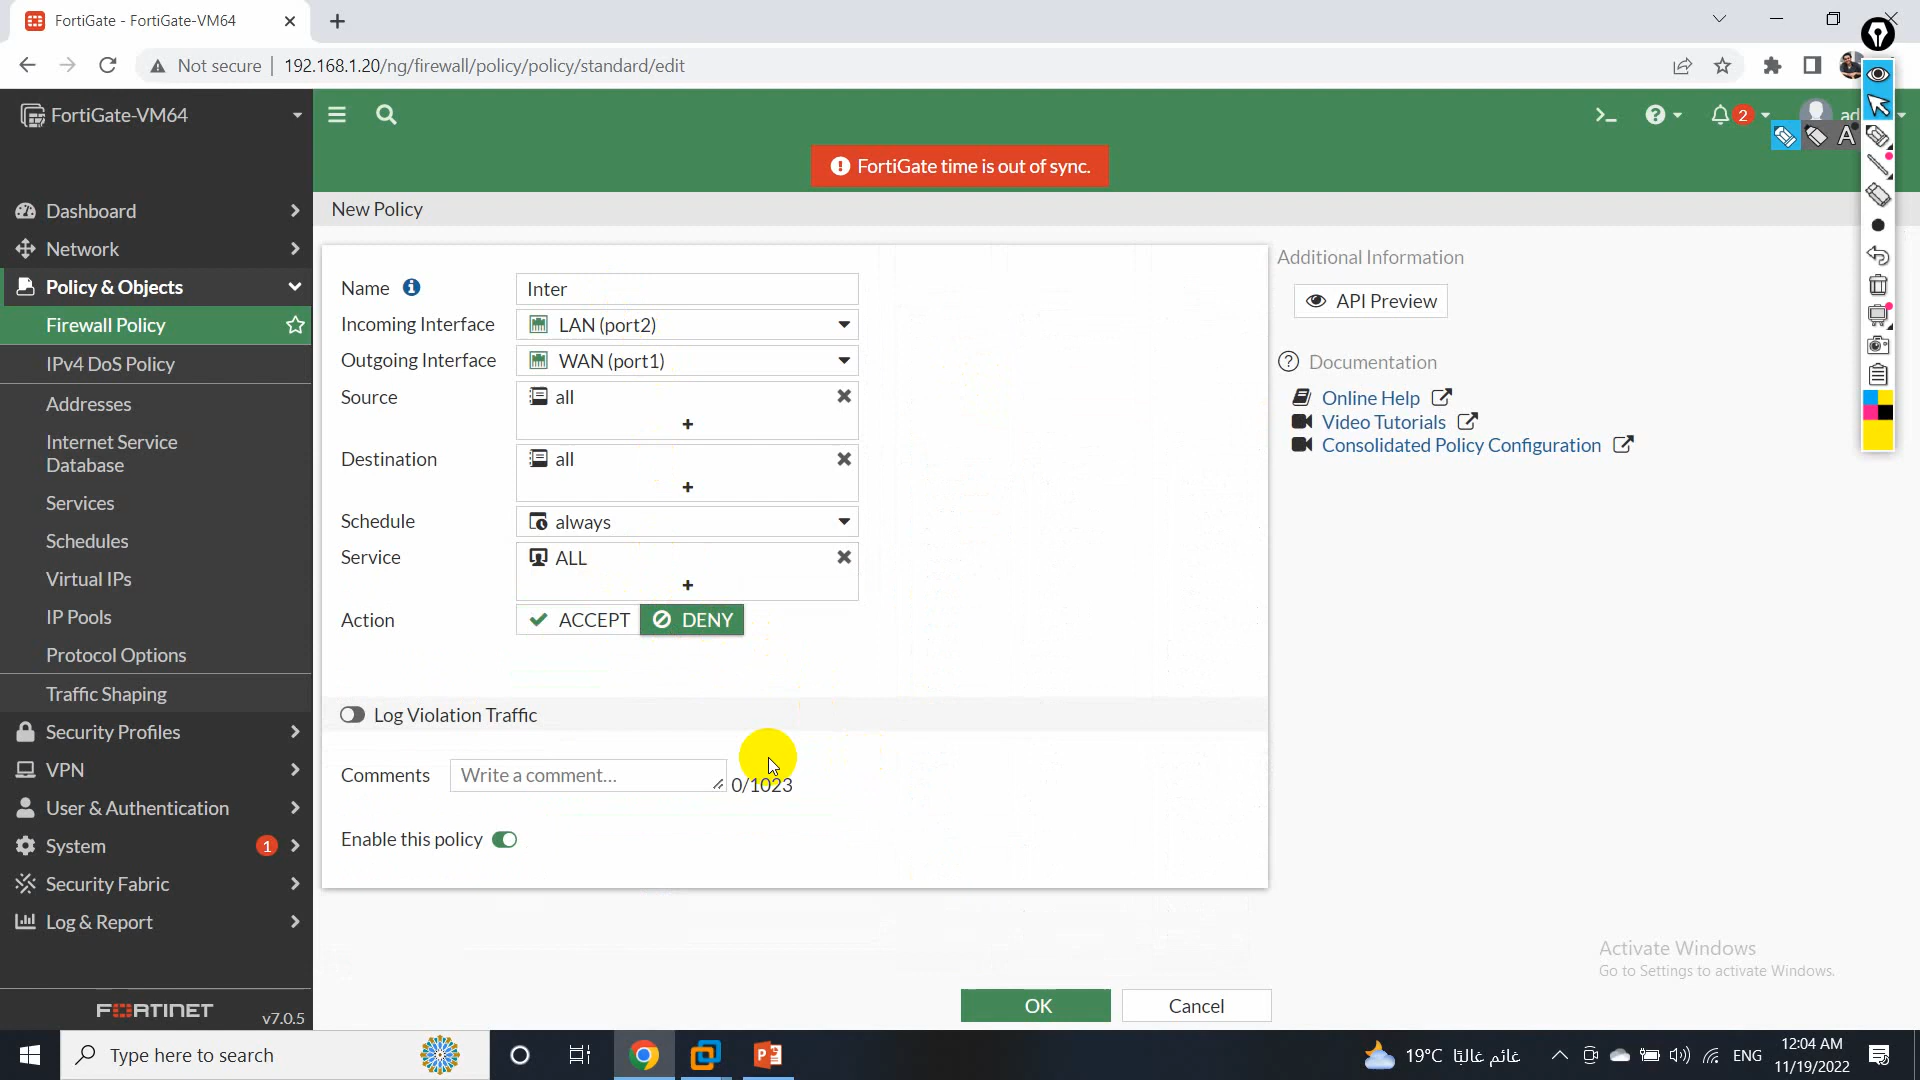 FortiGate - FortiGate-VM64
Not secure
192.168.1.20/ng/firewall/policy/policy/standard/edit
FortiGate-VM64
2
ad
FortiGate time is out of sync.
A
Dashboard
Network
Policy & Objects
Firewall Policy
IPv4 DoS Policy
Addresses
Internet Service
Database
Services
Schedules
Virtual IPs
IP Pools
Protocol Options
Traffic Shaping
Security Profiles
VPN
User & Authentication
System
1
Security Fabric
Log & Report
FORTINET
v7.0.5
New Policy
Name
Inter
Incoming Interface
LAN (port2)
Outgoing Interface
WAN (port1)
Source
all
+
Destination
all
+
Schedule
always
Service
ALL
+
Action
ACCEPT
DENY
Log Violation Traffic
Comments
Write a comment...
0/1023
Enable this policy
OK
Cancel
Additional Information
API Preview
Documentation
Online Help
Video Tutorials
Consolidated Policy Configuration
Activate Windows
Go to Settings to activate Windows.
Type here to search
19°C غائم غالبًا
ENG
12:04 AM
11/19/2022